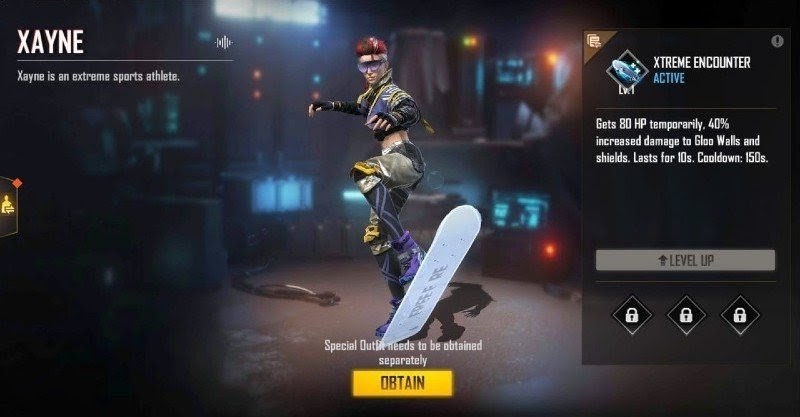 XAYNE
Xayne is an extreme sports athlete.
XTREME ENCOUNTER
ACTIVE
LV.1
Gets 80 HP temporarily, 40%
increased damage to Gloo Walls and
shields. Lasts for 10s. Cooldown: 150s.
LEVEL UP
FREE FIRE
Special Outfit needs to be obtained
separately
OBTAIN